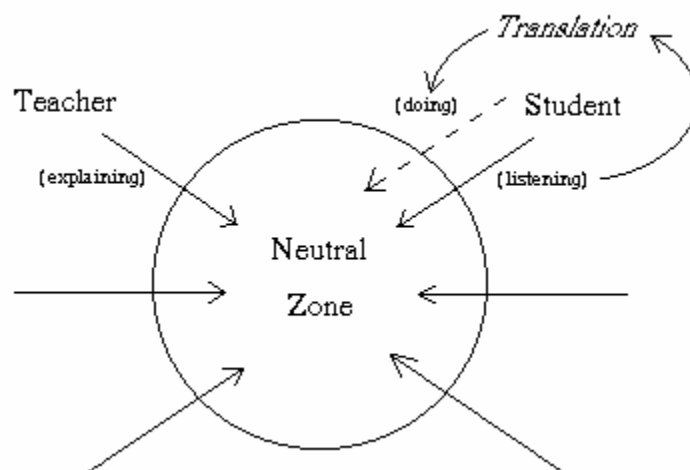 Translation
Teacher
(doing)
Student
(explaining)
(listening)
Neutral
Zone